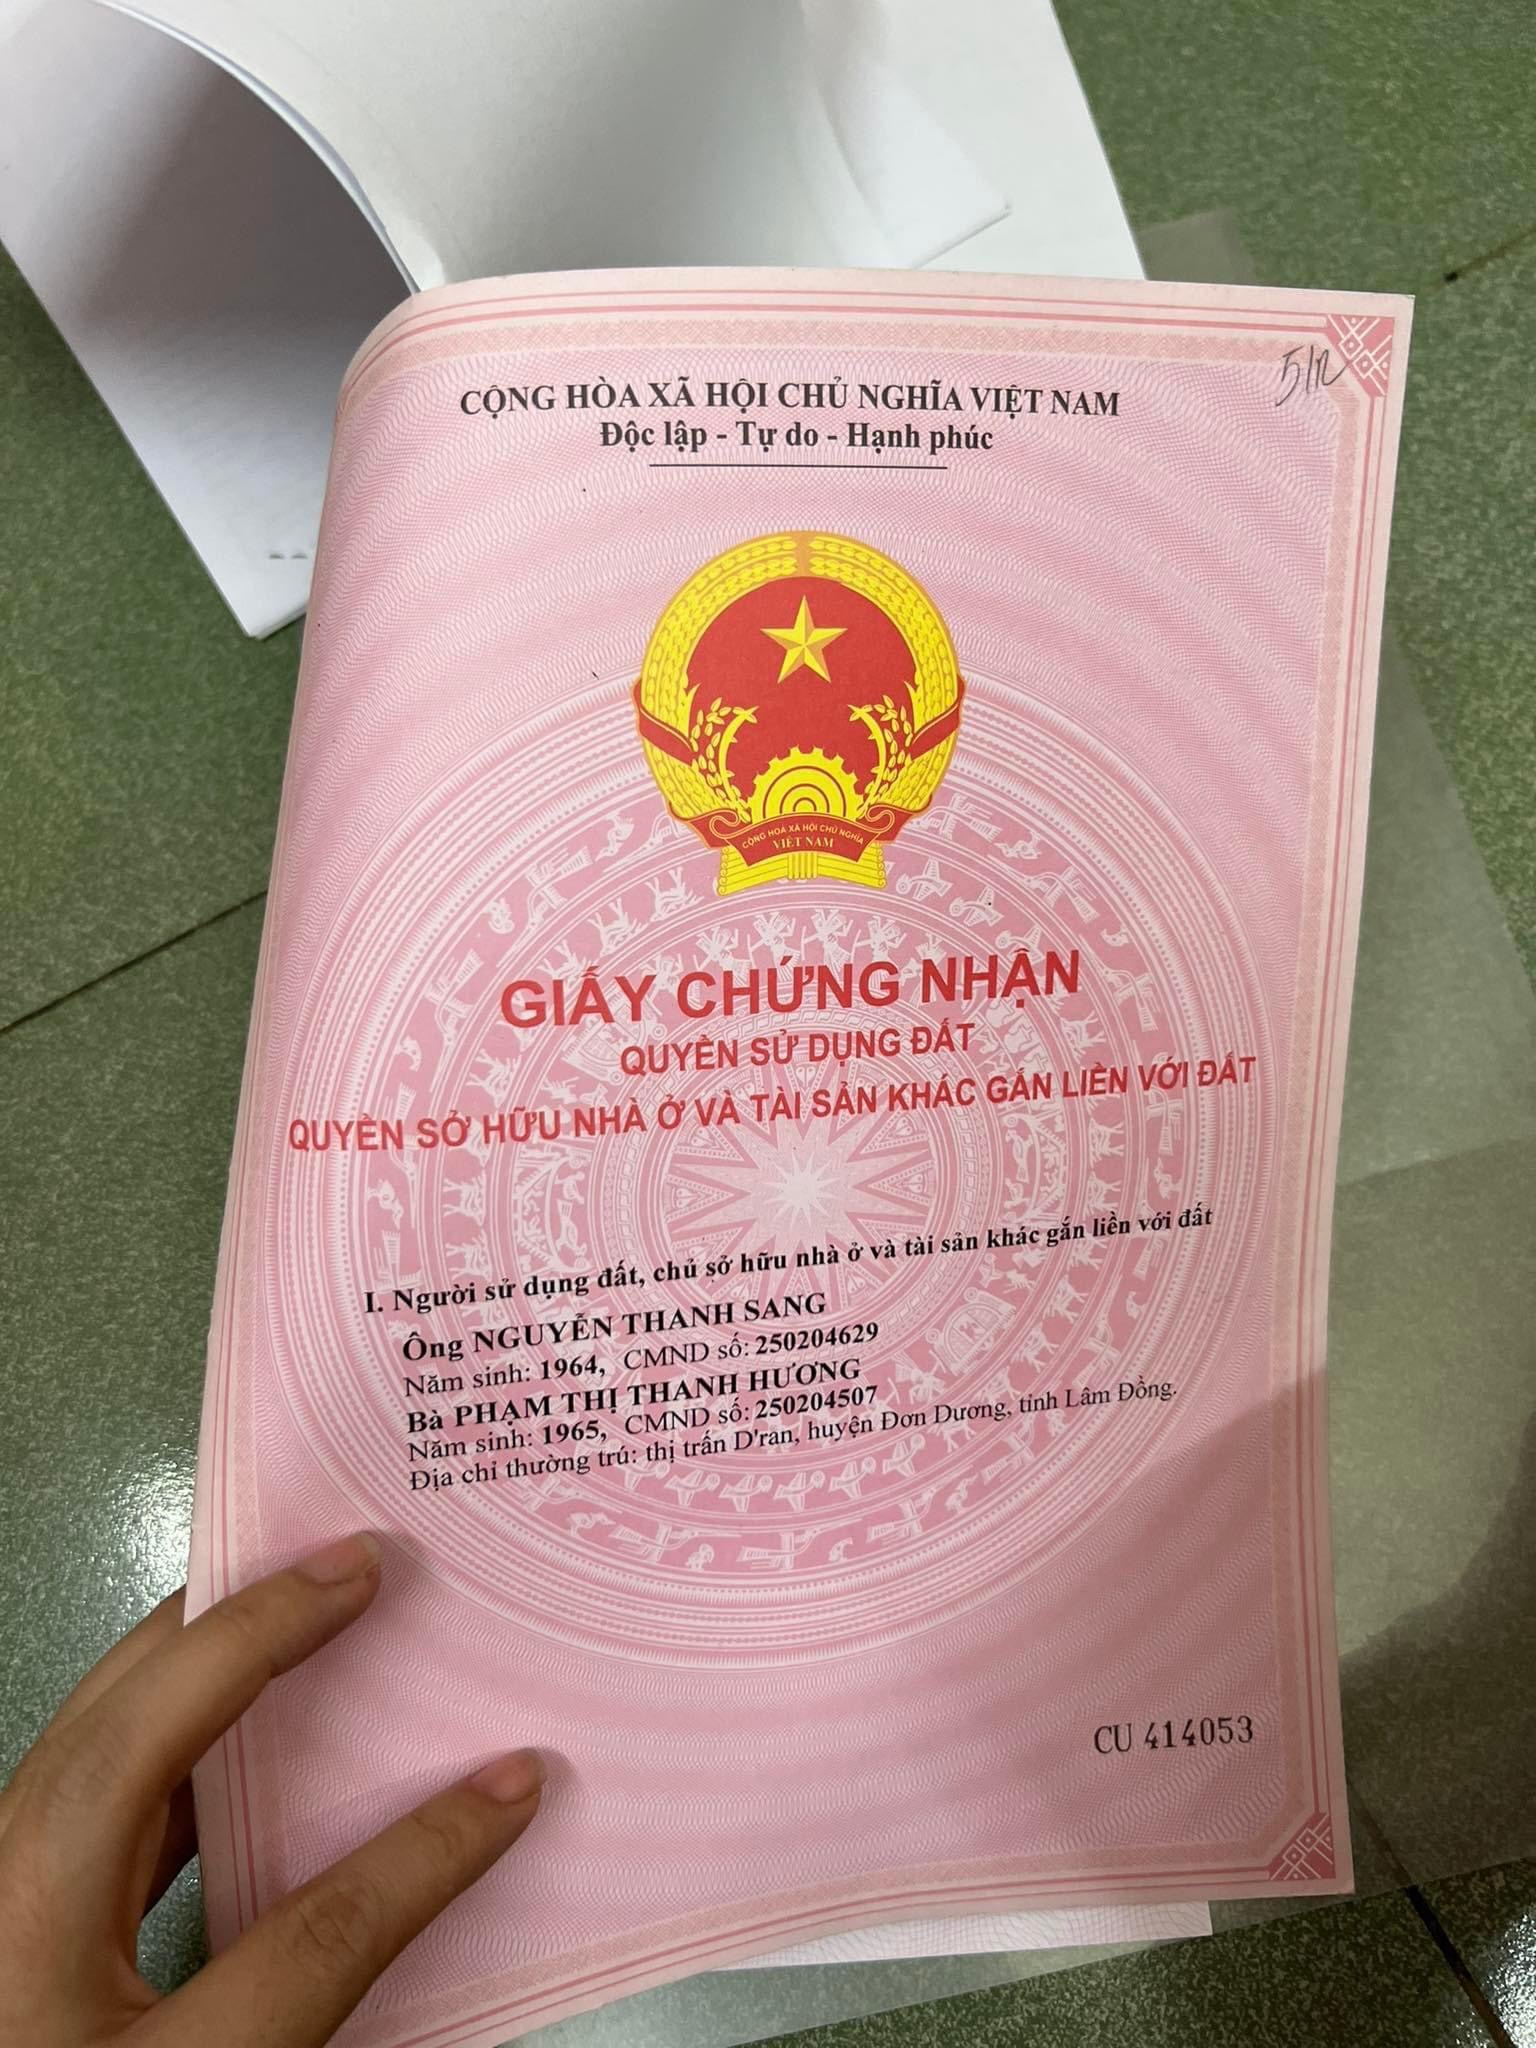 5/12
CỘNG HÒA XÃ HỘI CHỦ NGHĨA VIỆT NAM
Độc lập - Tự do - Hạnh phúc
CỘNG HOÀ XÃ HỘI CHỦ NGHĨA
VIỆT NAM
GIẤY CHỨNG NHẬN
QUYỀN SỬ DỤNG ĐẤT
QUYỀN SỞ HỮU NHÀ Ở VÀ TÀI SẢN KHÁC GẮN LIỀN VỚI ĐẤT
I. Người sử dụng đất, chủ sở hữu nhà ở và tài sản khác gắn liền với đất
Ông NGUYỄN THANH SANG
Năm sinh: 1964, CMND số: 250204629
Bà PHẠM THỊ THANH HƯƠNG
Năm sinh: 1965, CMND số: 250204507
Địa chỉ thường trú: thị trấn D'ran, huyện Đơn Dương, tỉnh Lâm Đồng.
CU 414053